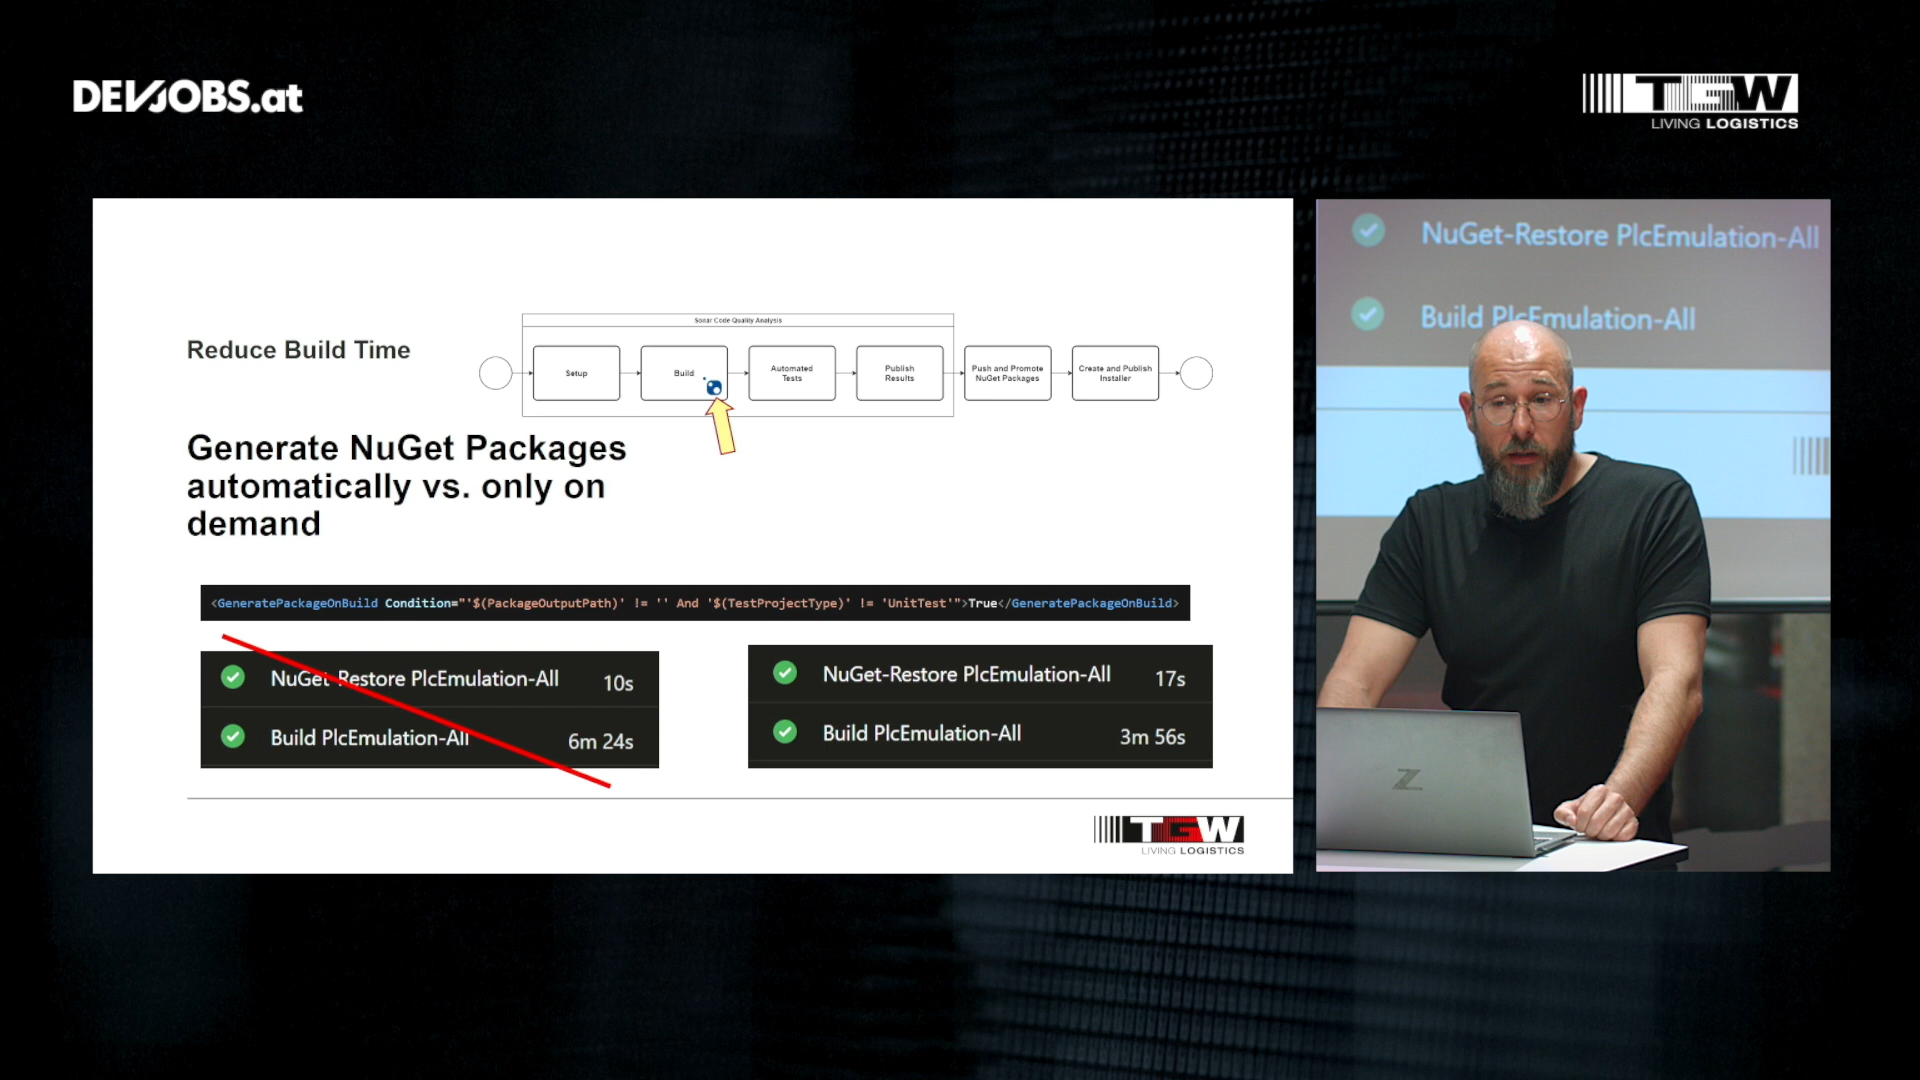 DEVJOBS.at
TGW
LIVING LOGISTICS
Reduce Build Time
Sonar Code Quality Analysis
Setup
Build
Automated
Tests
Publish
Results
Push and Promote
NuGet Packages
Create and Publish
Installer
Generate NuGet Packages
automatically vs. only on
demand
<GeneratePackageOnBuild Condition="'$(PackageOutputPath)' != '' And '$(TestProjectType)' != 'UnitTest'">True</GeneratePackageOnBuild>
NuGet-Restore PlcEmulation-All 10s
Build PlcEmulation-All 6m 24s
NuGet-Restore PlcEmulation-All 17s
Build PlcEmulation-All 3m 56s
TGW
LIVING LOGISTICS
NuGet-Restore PlcEmulation-All
Build PlcEmulation-All
Z